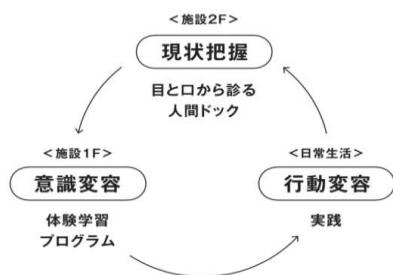 <施設2F>
現状把握
目と口から診る
人間ドック
<施設1F>
意識変容
体験学習
プログラム
<日常生活>
行動変容
実践